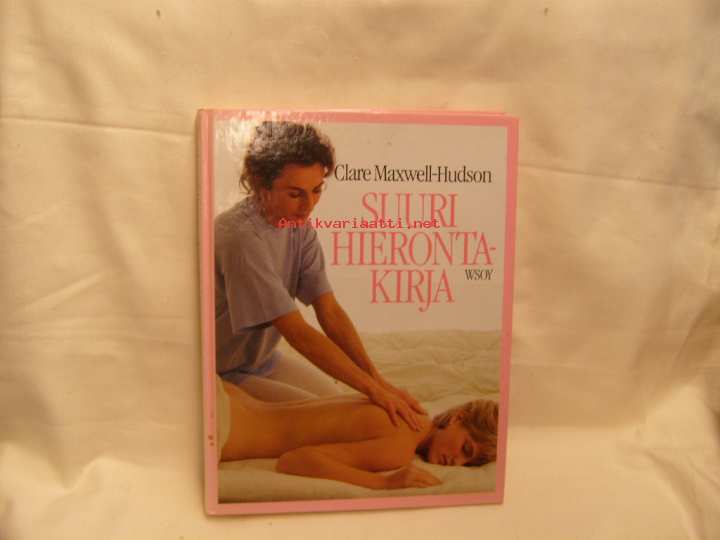 Clare Maxwell-Hudson
SUURI
Antikvariaatti.net
HIERONTA-
KIRJA
WSOY